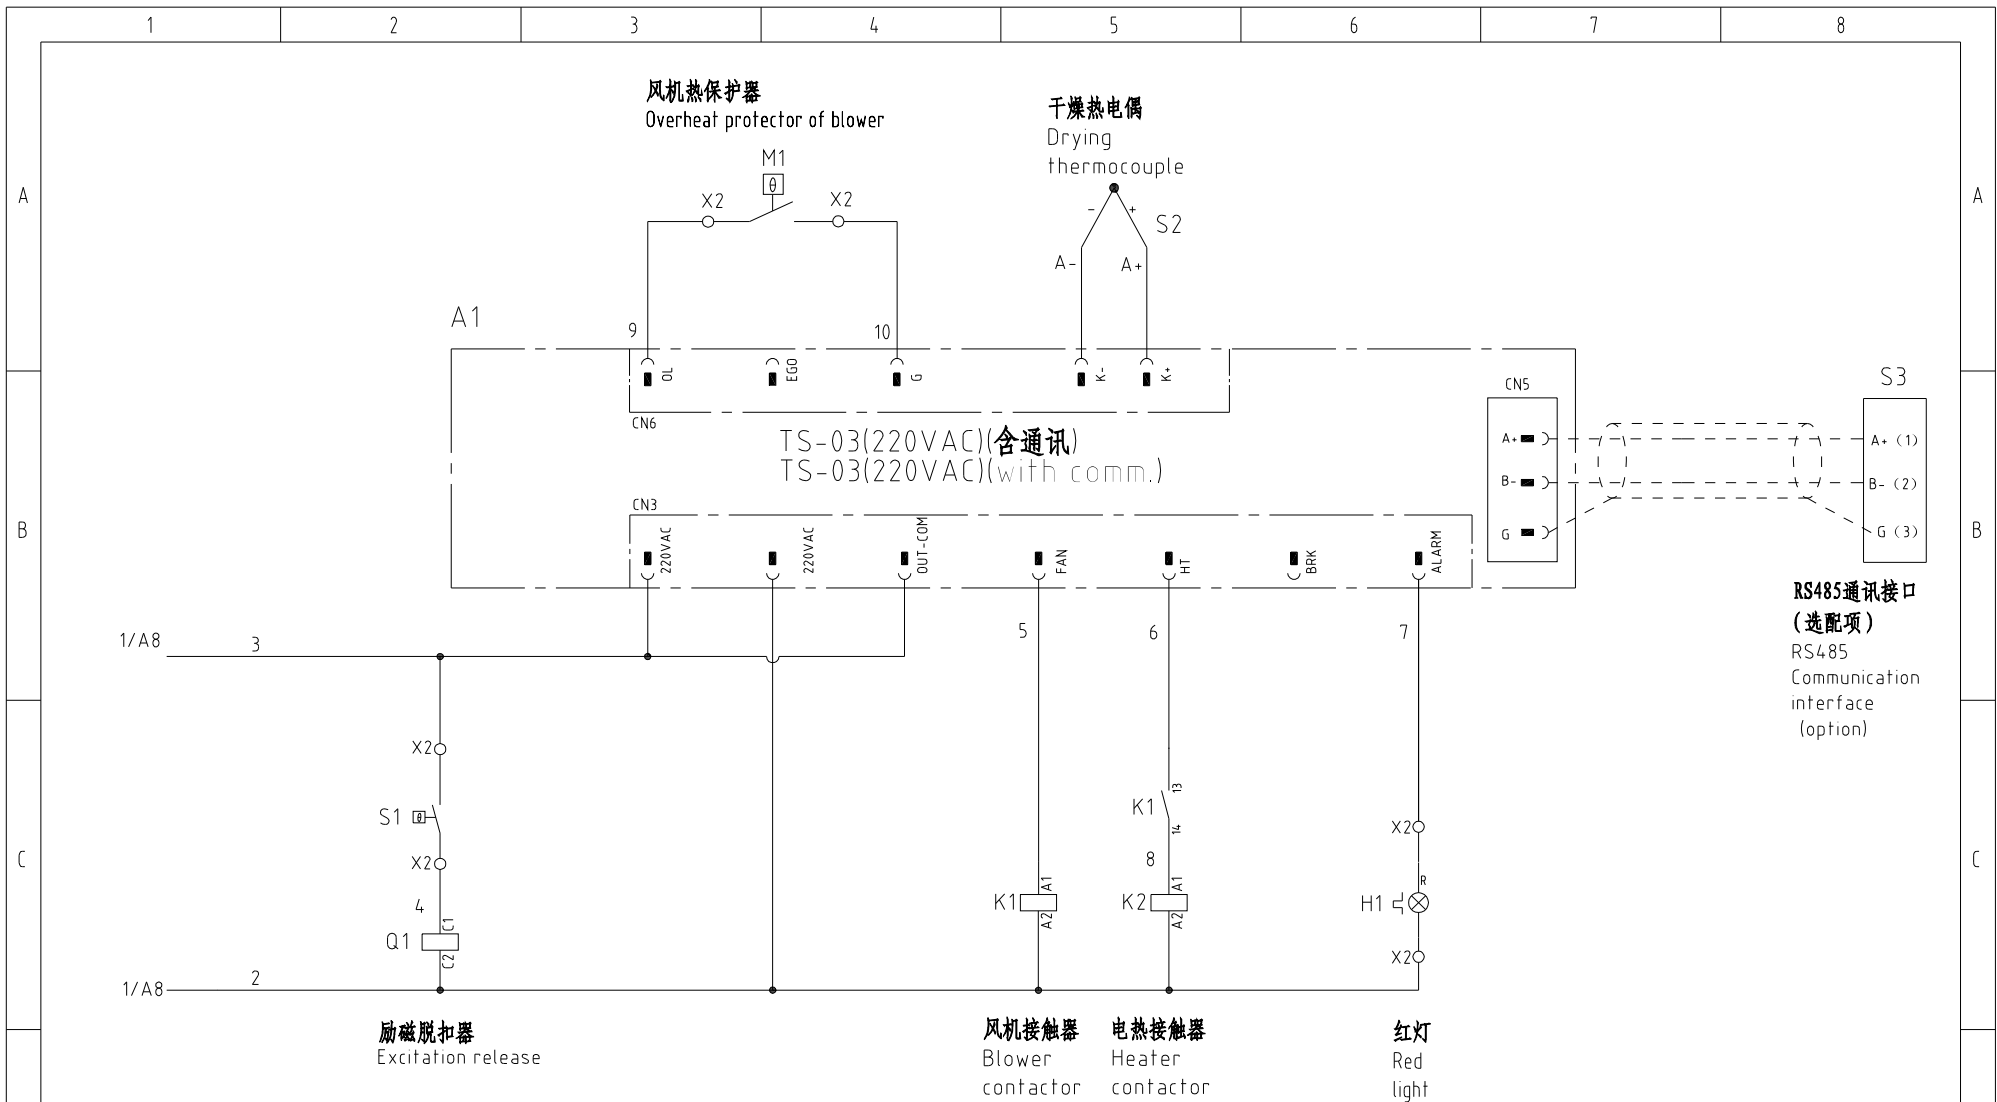 1 2 3 4 5 6 7 8
A
B
C
A
B
C
风机热保护器
Overheat protector of blower
M1
θ
X2
X2
干燥热电偶
Drying
thermocouple
-
+
S2
A-
A+
A1
9
10
OL
EGO
G
K-
K+
CN6
TS-03(220VAC)(含通讯)
TS-03(220VAC)(with comm.)
CN3
220VAC
220VAC
OUT-COM
FAN
HT
BRK
ALARM
CN5
A+
B-
G
S3
A+ (1)
B- (2)
G (3)
RS485通讯接口
(选配项)
RS485
Communication
interface
(option)
1/A8
3
5
6
7
X2
S1
θ
X2
4
C1
Q1
C2
K1
A1
A2
K1
13
14
8
K2
A1
A2
X2
R
H1
X2
1/A8
2
励磁脱扣器
Excitation release
风机接触器
Blower
contactor
电热接触器
Heater
contactor
红灯
Red
light